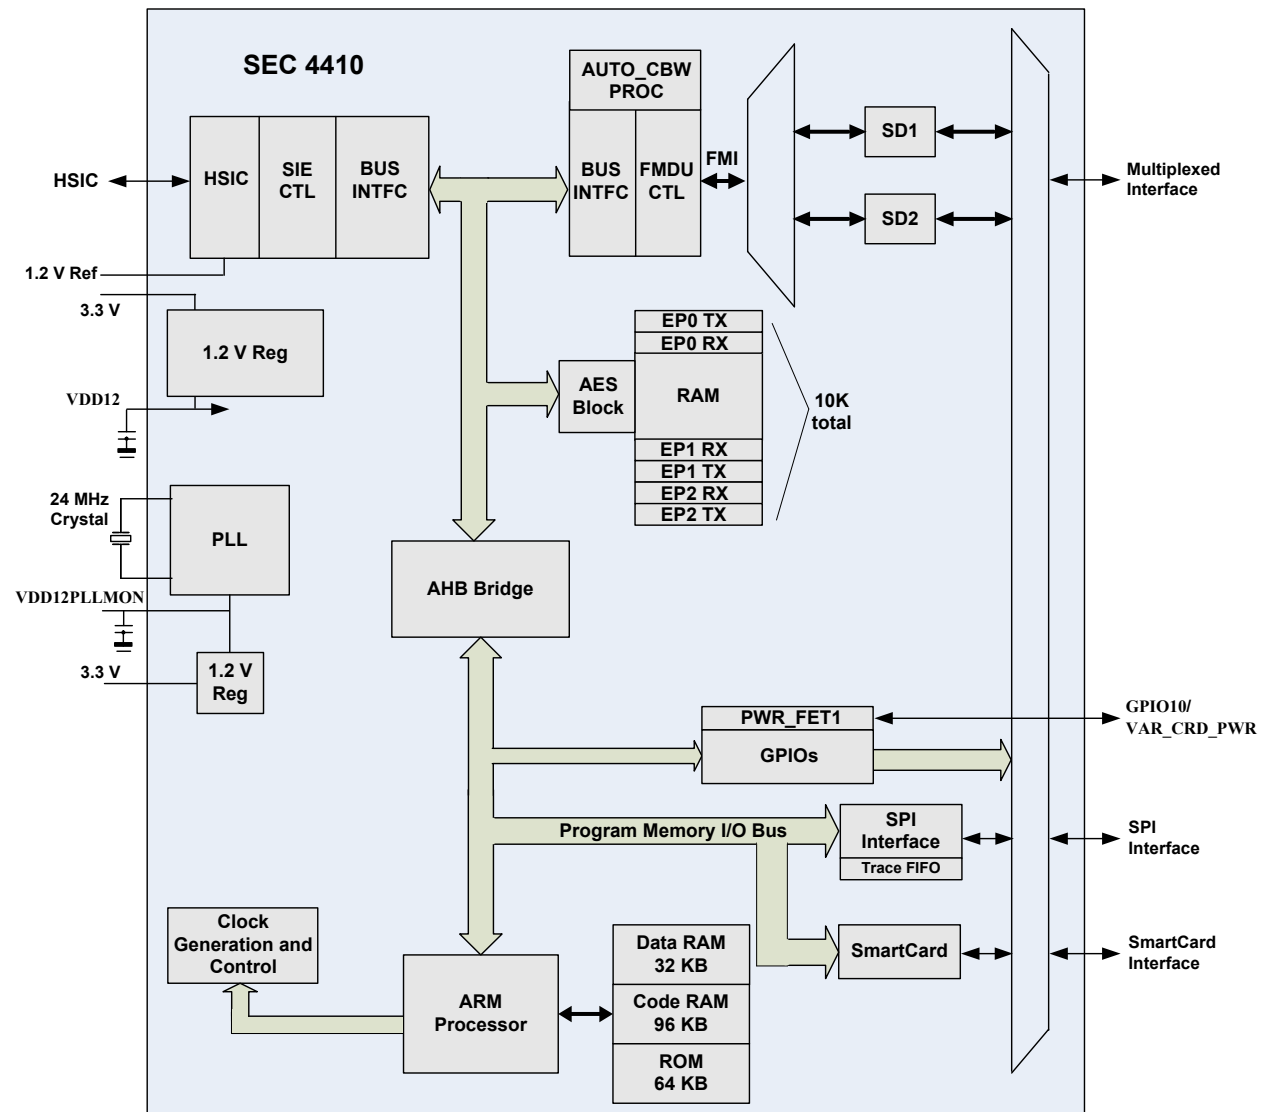 SEC 4410
AUTO_CBW
PROC
HSIC
HSIC
SIE
CTL
BUS
INTFC
BUS
INTFC
FMDU
CTL
FMI
SD1
SD2
Multiplexed
Interface
1.2 V Ref
3.3 V
1.2 V Reg
VDD12
EP0 TX
EP0 RX
AES
Block
RAM
EP1 RX
EP1 TX
EP2 RX
EP2 TX
10K
total
24 MHz
Crystal
PLL
VDD12PLLMON
3.3 V
1.2 V
Reg
AHB Bridge
PWR_FET1
GPIOs
GPIO10/
VAR_CRD_PWR
Program Memory I/O Bus
SPI
Interface
Trace FIFO
SPI
Interface
SmartCard
SmartCard
Interface
Clock
Generation and
Control
ARM
Processor
Data RAM
32 KB
Code RAM
96 KB
ROM
64 KB